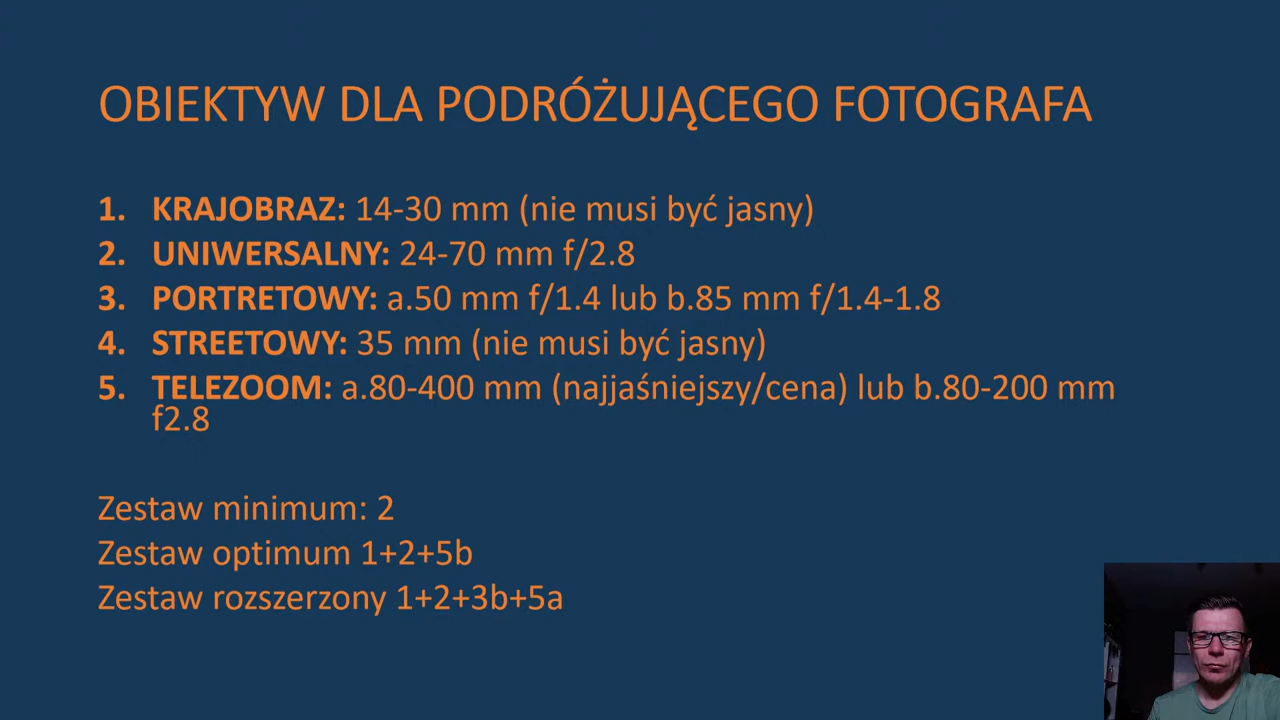 OBIEKTYW DLA PODRÓŻUJĄCEGO FOTOGRAFA
1. KRAJOBRAZ: 14-30 mm (nie musi być jasny)
2. UNIWERSALNY: 24-70 mm f/2.8
3. PORTRETOWY: a.50 mm f/1.4 lub b.85 mm f/1.4-1.8
4. STREETOWY: 35 mm (nie musi być jasny)
5. TELEZOOM: a.80-400 mm (najjaśniejszy/cena) lub b.80-200 mm
f2.8
Zestaw minimum: 2
Zestaw optimum 1+2+5b
Zestaw rozszerzony 1+2+3b+5a